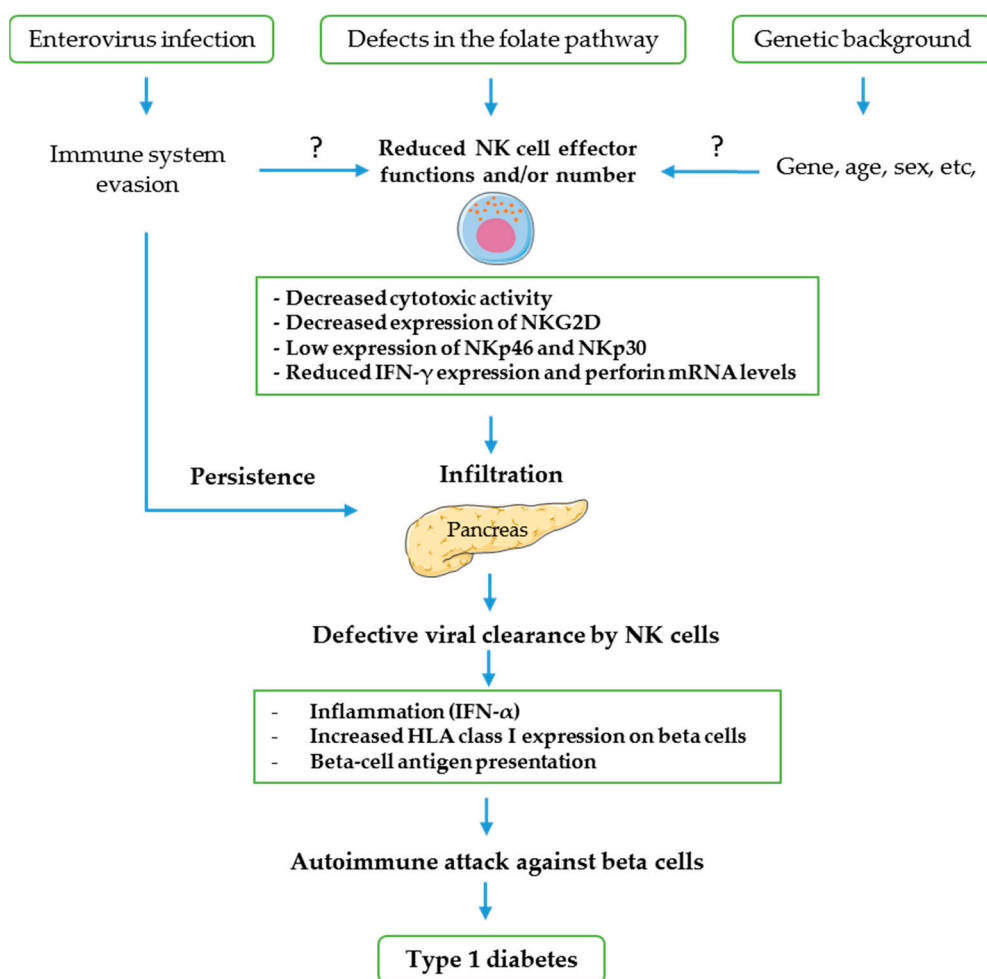 Enterovirus infection
Defects in the folate pathway
Genetic background
Immune system
evasion
?
Reduced NK cell effector
functions and/or number
?
Gene, age, sex, etc,
- Decreased cytotoxic activity
- Decreased expression of NKG2D
- Low expression of NKp46 and NKp30
- Reduced IFN-γ expression and perforin mRNA levels
Persistence
Infiltration
Pancreas
Defective viral clearance by NK cells
- Inflammation (IFN-α)
- Increased HLA class I expression on beta cells
- Beta-cell antigen presentation
Autoimmune attack against beta cells
Type 1 diabetes